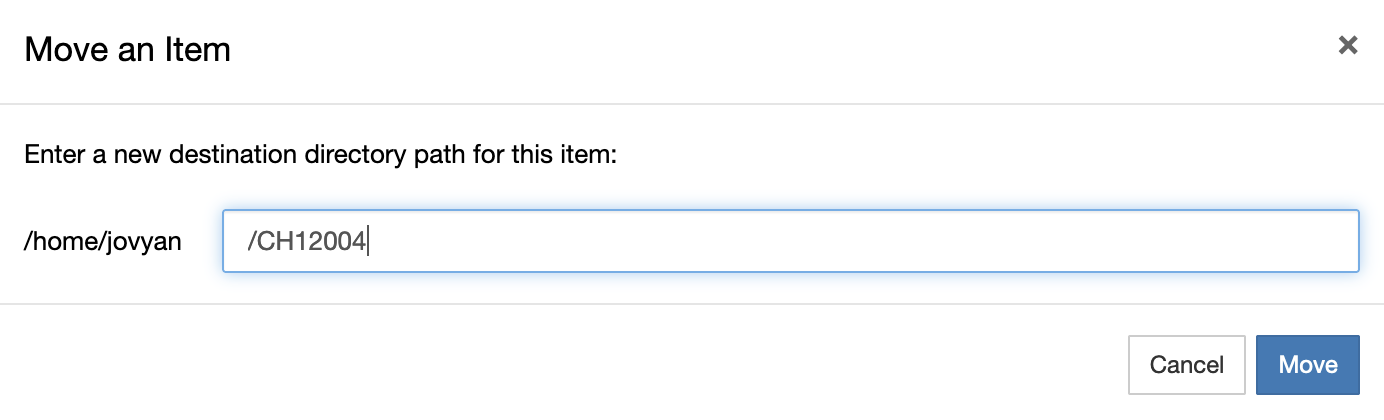 Move an Item
×
Enter a new destination directory path for this item:
/home/jovyan /CH12004
Cancel Move